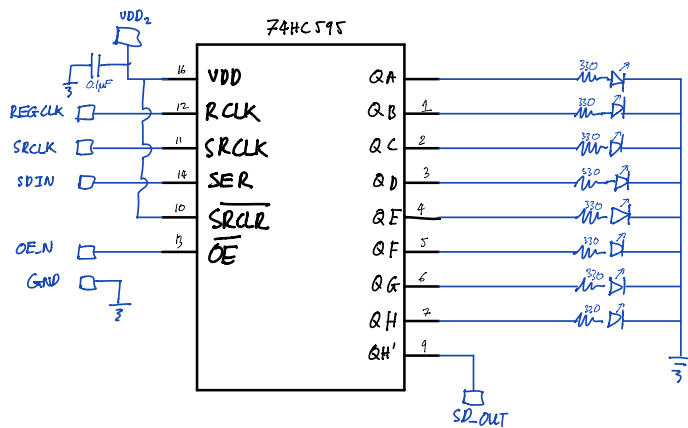 74HC595
VDD2
0.1µF
16 VDD
REGCLK 12 RCLK
SRCLK 11 SRCLK
SDIN 14 SER
10 SRCLR
OE_N 13 OE
GND
QA 330
QB 1 330
QC 2 330
QD 3 330
QE 4 330
QF 5 330
QG 6 330
QH 7 330
QH' 9
SD_OUT